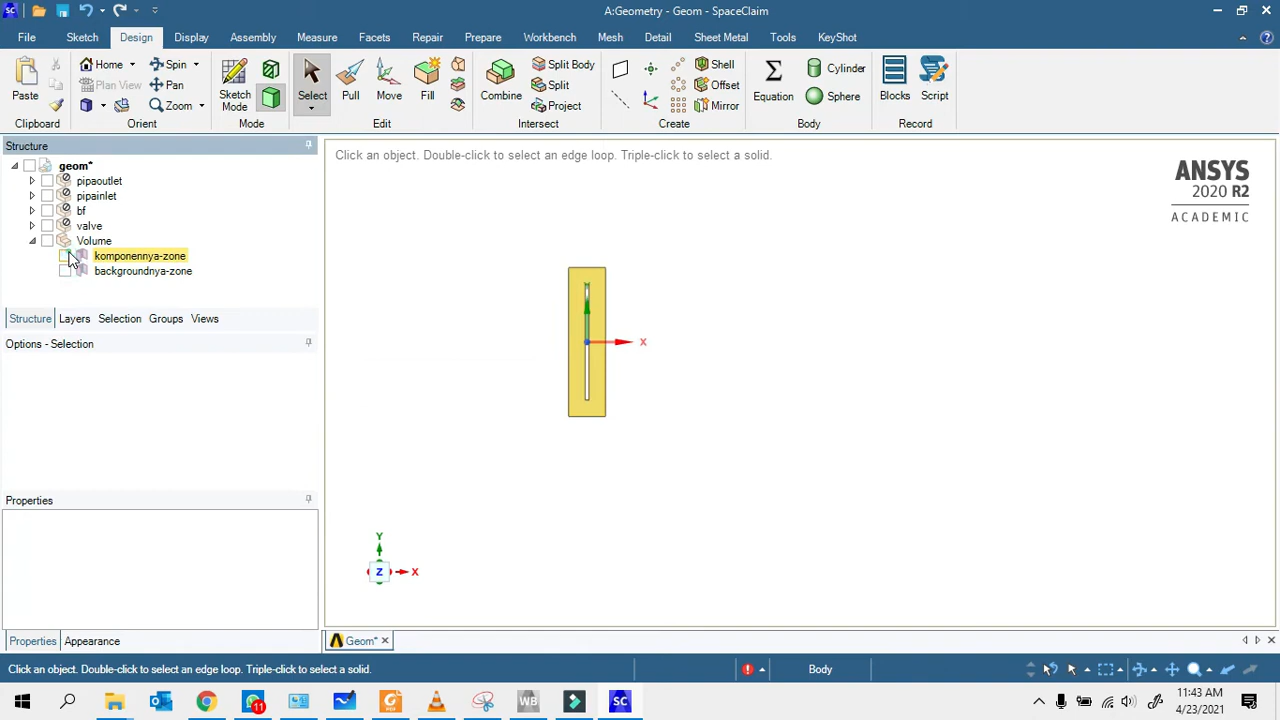 SC
A:Geometry - Geom - SpaceClaim
File Sketch Design Display Assembly Measure Facets Repair Prepare Workbench Mesh Detail Sheet Metal Tools KeyShot
Home Spin
Plan View Pan
Zoom
Paste
Sketch
Mode
Select Pull Move Fill
Combine
Split Body
Split
Project
Shell
Offset
Mirror
Equation
Cylinder
Sphere
Blocks Script
Clipboard Orient Mode Edit Intersect Create Body Record
Structure
geom*
pipaoutlet
pipainlet
bf
valve
Volume
komponennya-zone
backgroundnya-zone
Structure Layers Selection Groups Views
Options - Selection
Properties
Properties Appearance
Click an object. Double-click to select an edge loop. Triple-click to select a solid.
ANSYS
2020 R2
ACADEMIC
X
Y
Z X
Geom*
Click an object. Double-click to select an edge loop. Triple-click to select a solid.
Body
11
WB
SC
11:43 AM
4/23/2021